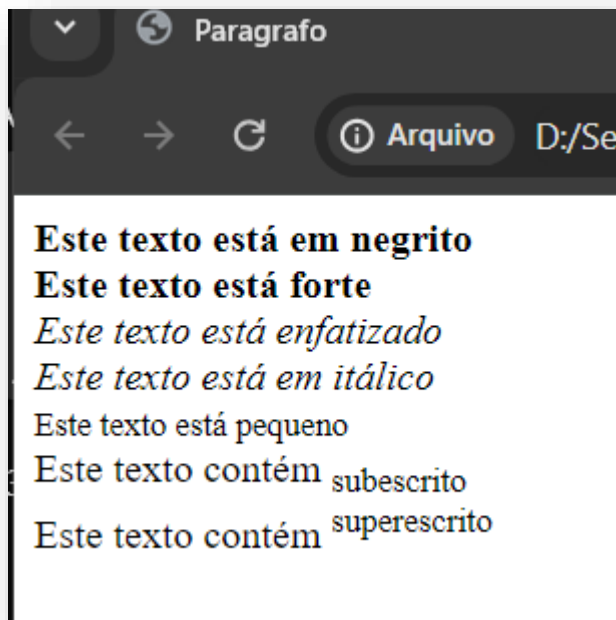 Paragrafo
Arquivo D:/Se
Este texto está em negrito
Este texto está forte
Este texto está enfatizado
Este texto está em itálico
Este texto está pequeno
Este texto contém subescrito
Este texto contém superescrito